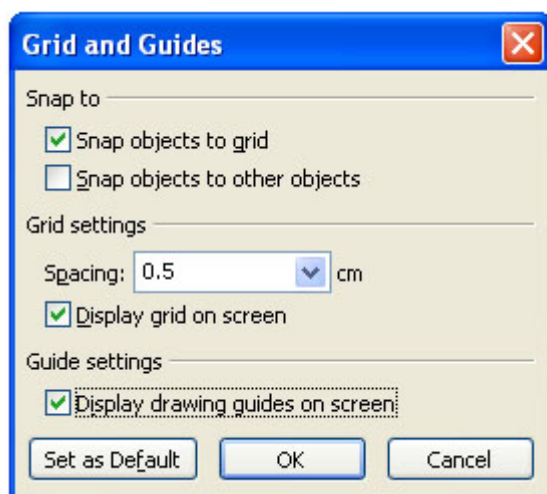 Grid and Guides
Snap to
Snap objects to grid
Snap objects to other objects
Grid settings
Spacing: 0.5 cm
Display grid on screen
Guide settings
Display drawing guides on screen
Set as Default OK Cancel